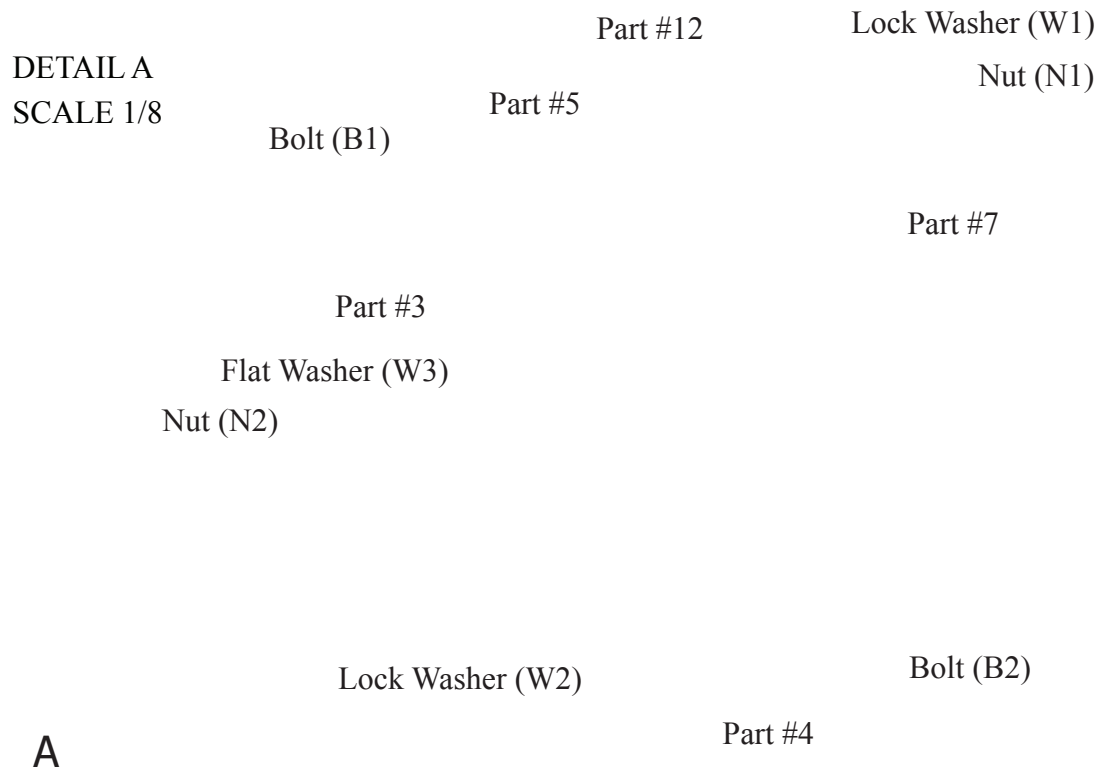 Part #12
Lock Washer (W1)
DETAIL A
SCALE 1/8
Nut (N1)
Part #5
Bolt (B1)
Part #7
Part #3
Flat Washer (W3)
Nut (N2)
Lock Washer (W2)
Bolt (B2)
Part #4
A